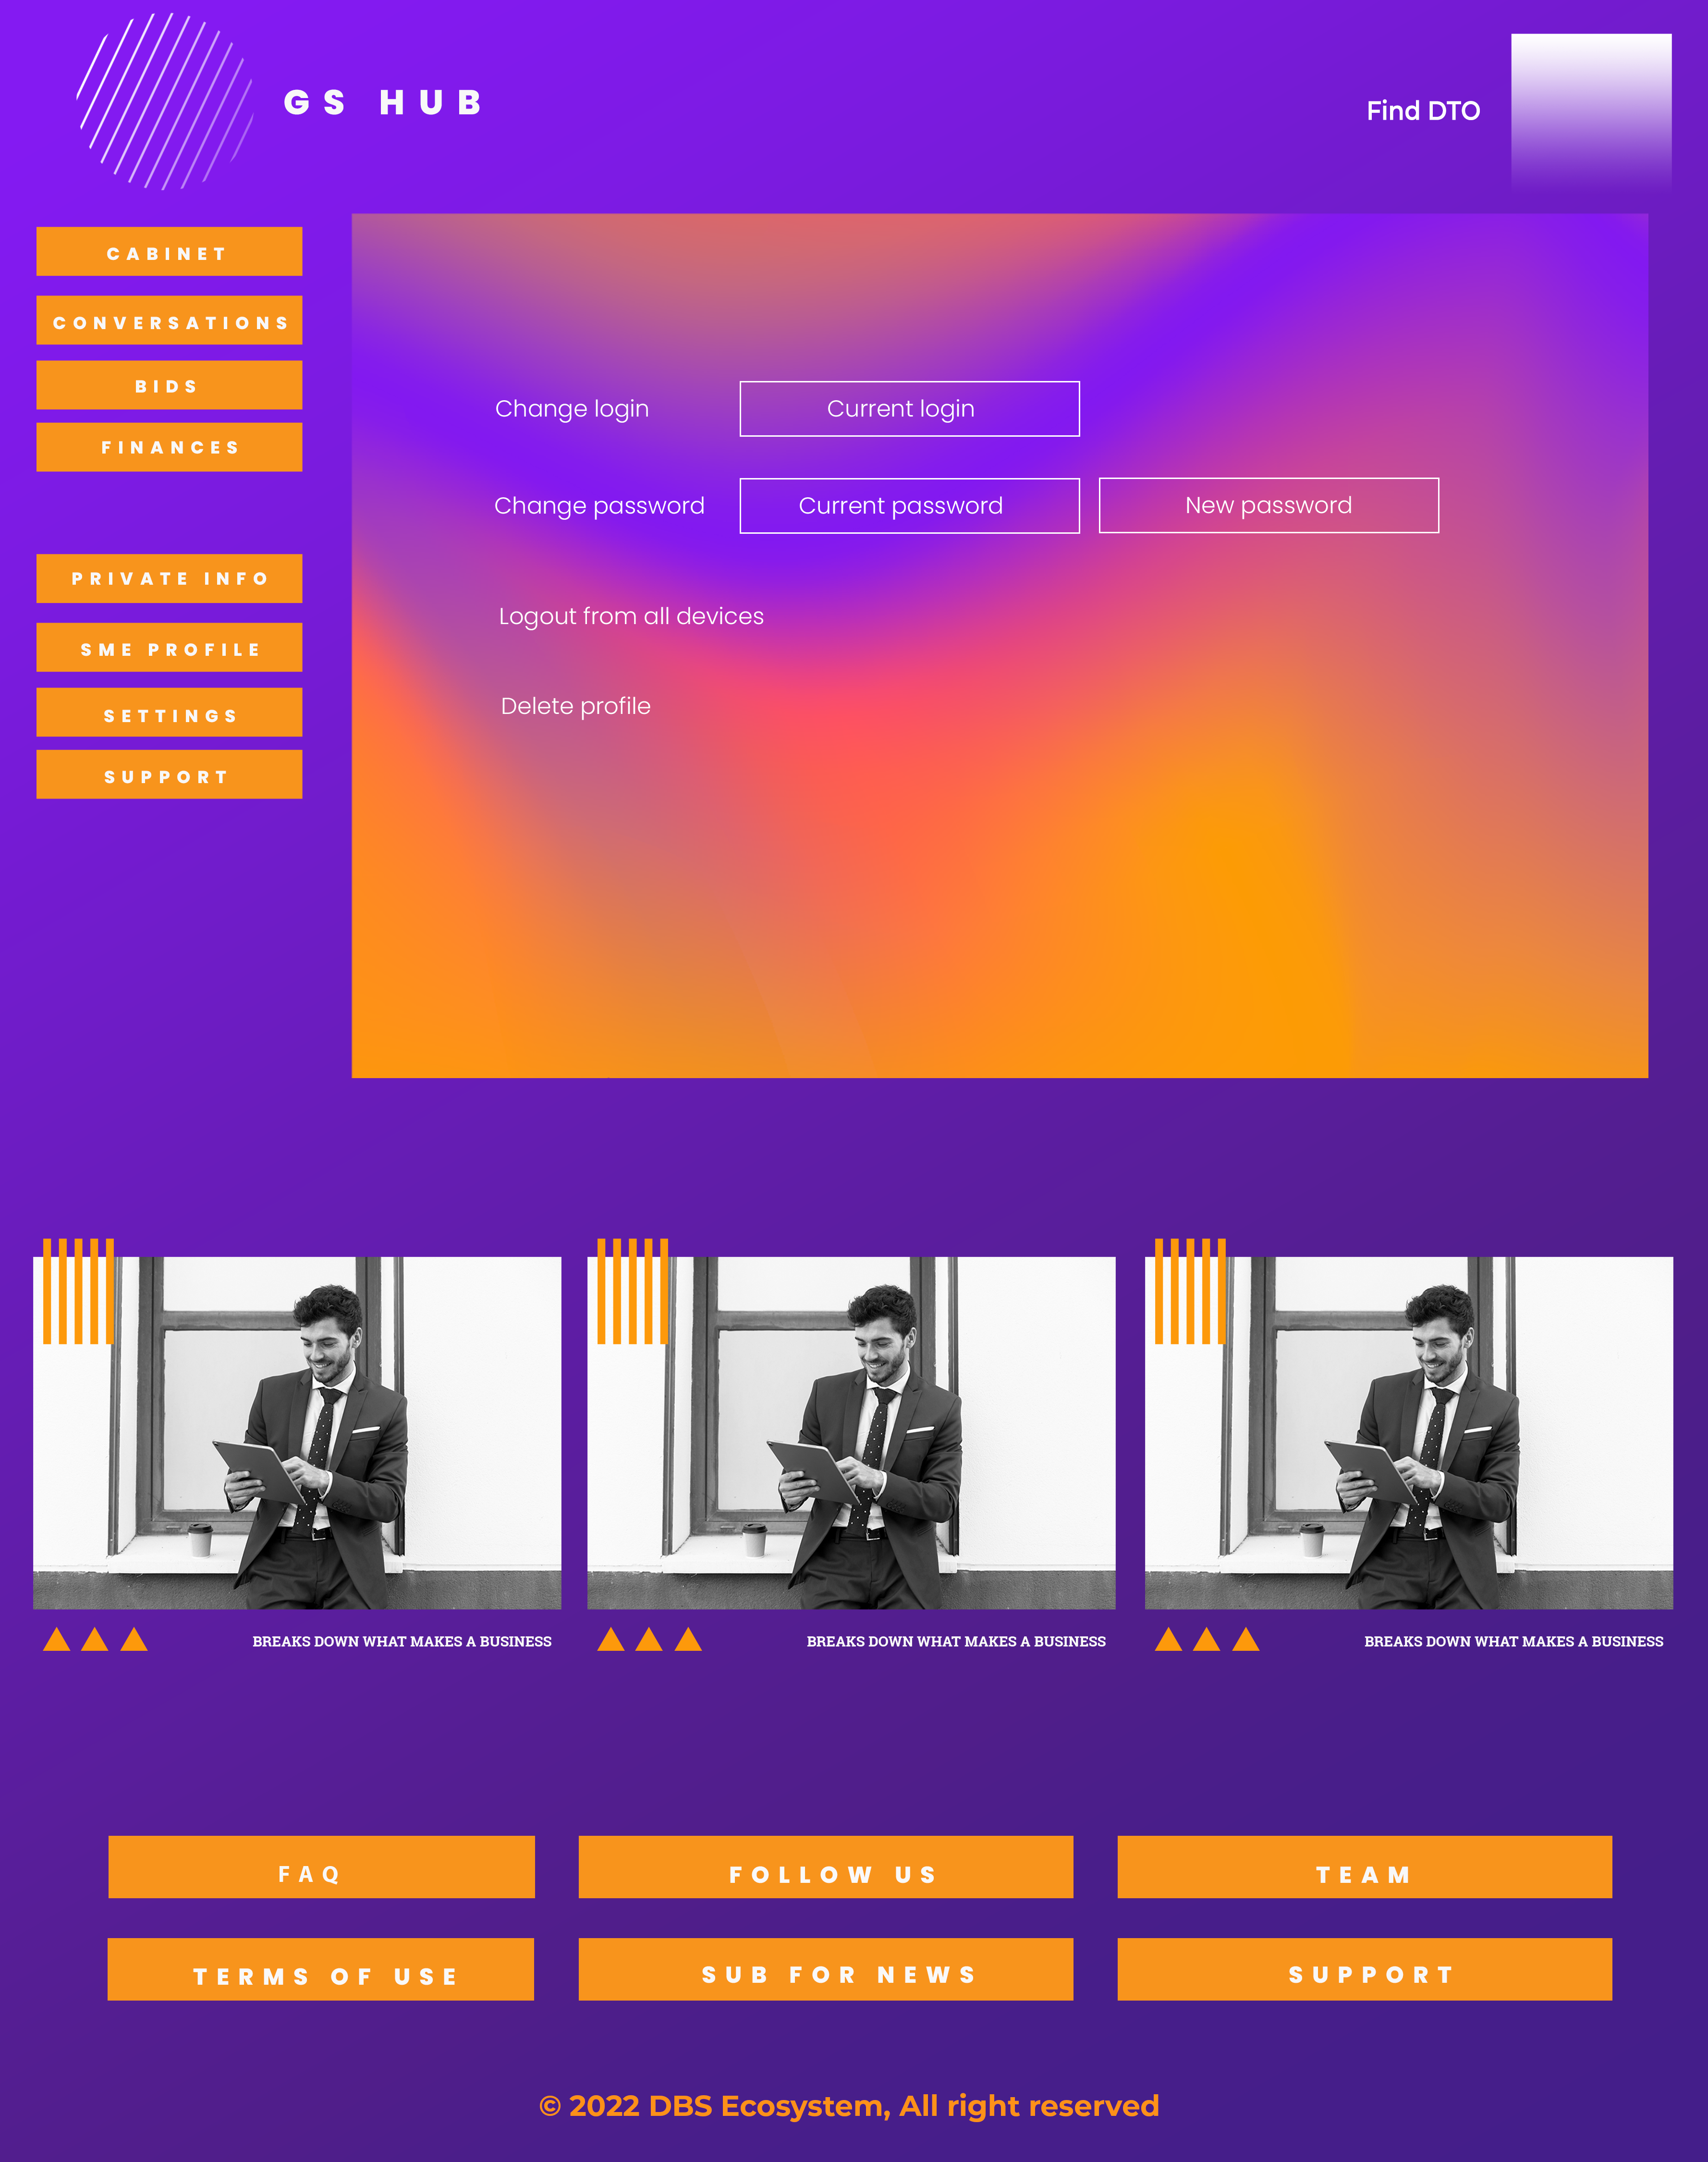 GS HUB
Find DTO
CABINET
CONVERSATIONS
BIDS
FINANCES
PRIVATE INFO
SME PROFILE
SETTINGS
SUPPORT
Change login Current login
Change password Current password New password
Logout from all devices
Delete profile
BREAKS DOWN WHAT MAKES A BUSINESS
BREAKS DOWN WHAT MAKES A BUSINESS
BREAKS DOWN WHAT MAKES A BUSINESS
FAQ
FOLLOW US
TEAM
TERMS OF USE
SUB FOR NEWS
SUPPORT
© 2022 DBS Ecosystem, All right reserved